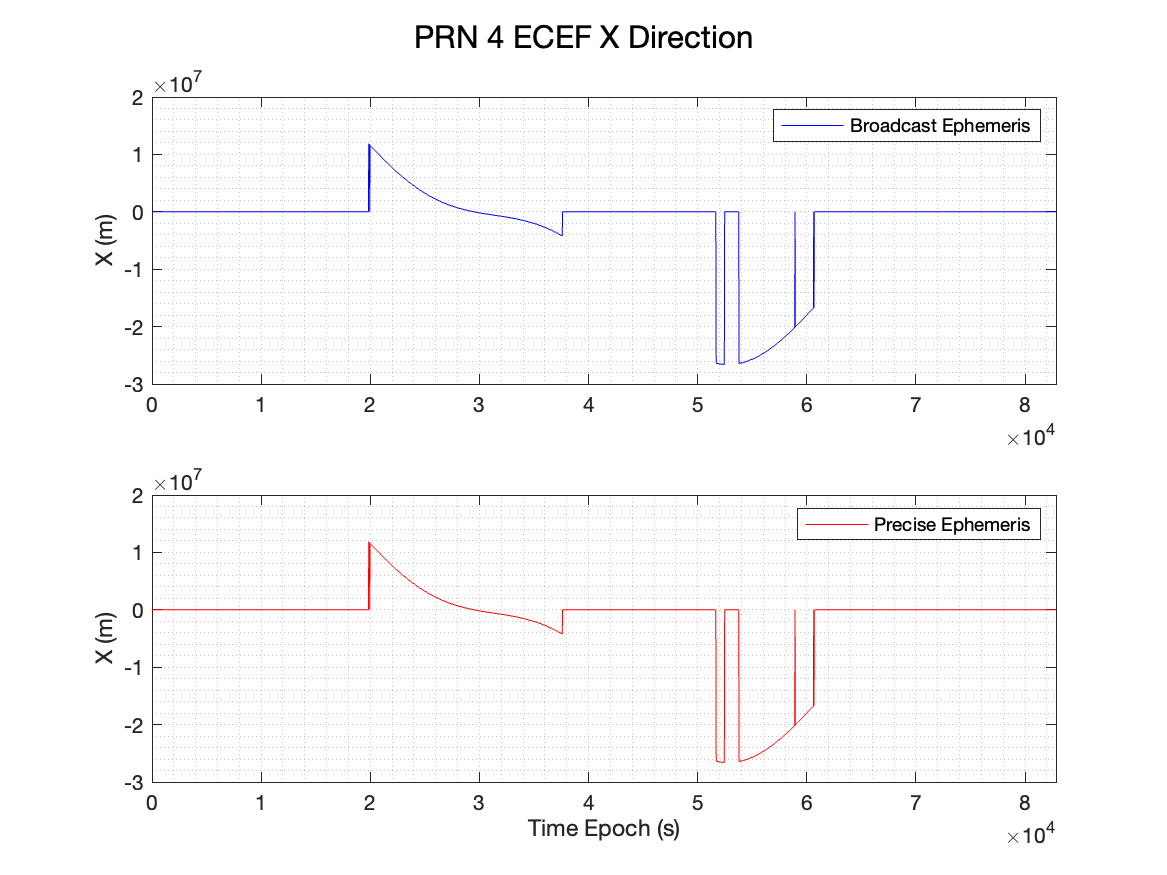 PRN 4 ECEF X Direction
×10^7
2
1
0
-1
-2
-3
X (m)
Broadcast Ephemeris
0 1 2 3 4 5 6 7 8
×10^4
×10^7
2
1
0
-1
-2
-3
X (m)
Precise Ephemeris
0 1 2 3 4 5 6 7 8
Time Epoch (s)
×10^4